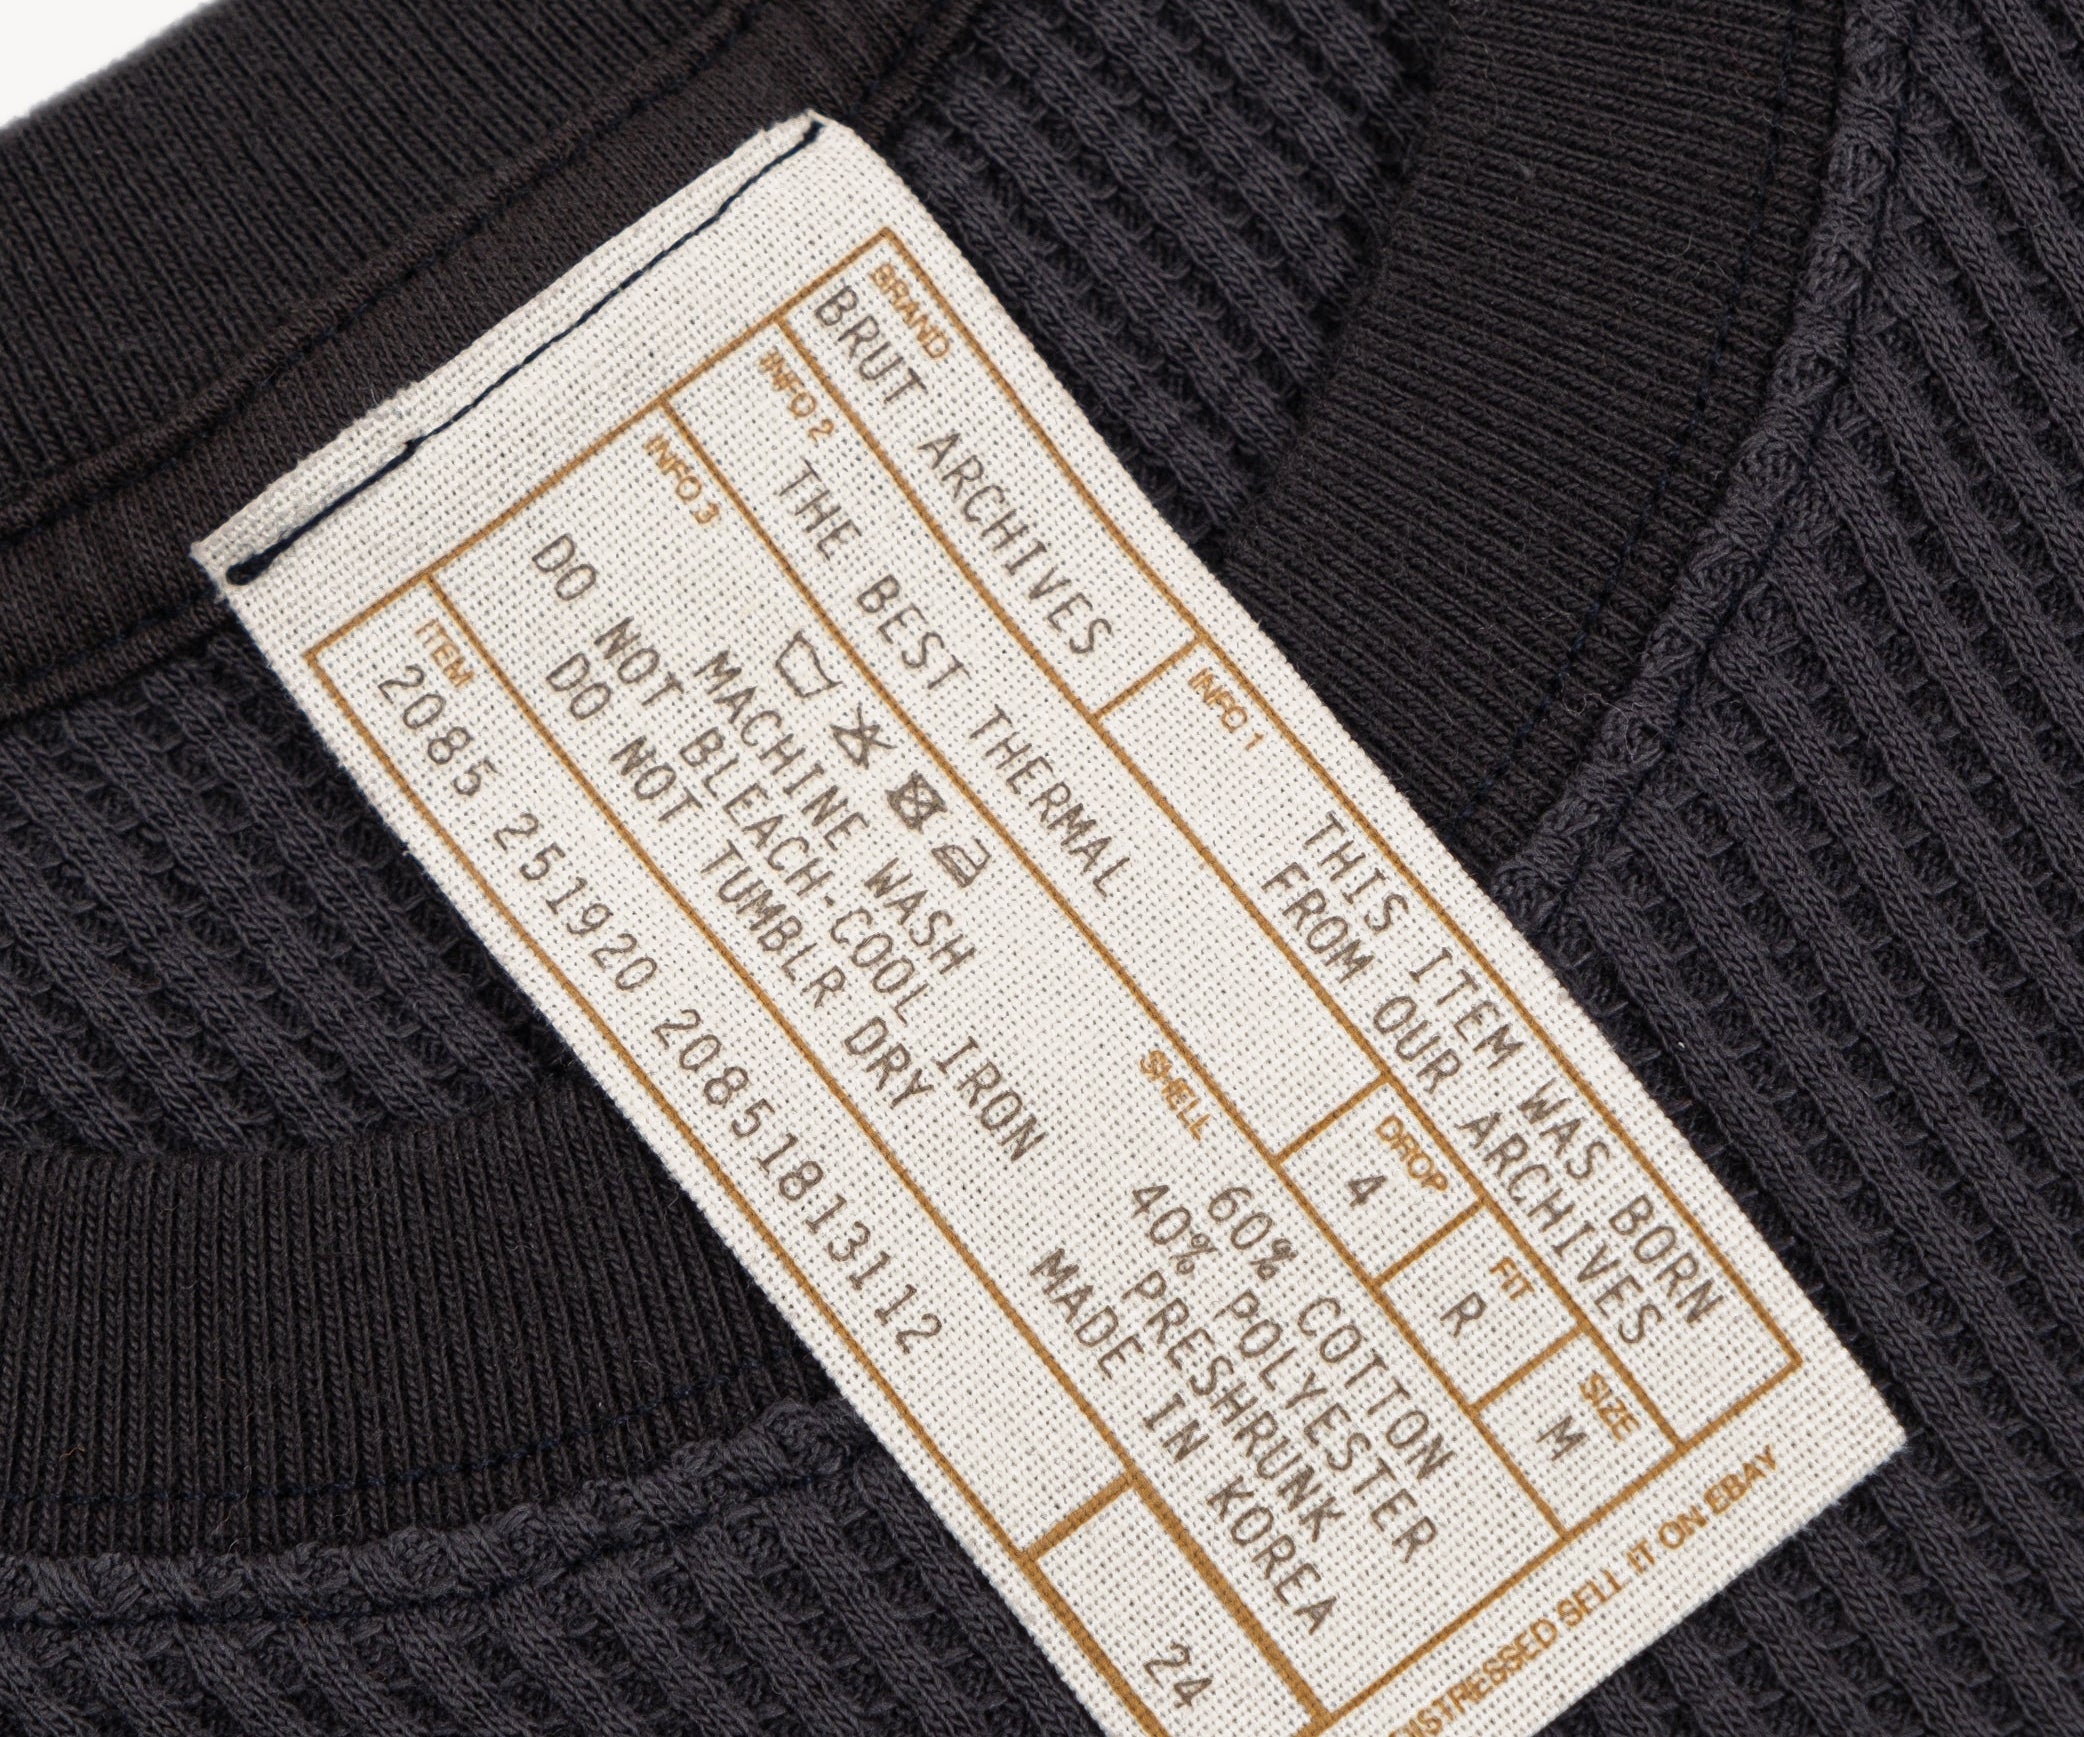 BRAND
BRUT ARCHIVES
INFO 1
THIS ITEM WAS BORN
FROM OUR ARCHIVES
INFO 2
THE BEST THERMAL
DROP
4
FIT
R
SIZE
M
INFO 3
MACHINE WASH
DO NOT BLEACH-COOL IRON
DO NOT TUMBLR DRY
SHELL
60% COTTON
40% POLYESTER
PRESHRUNK
MADE IN KOREA
ITEM
2085 251920 20851813112
24
DISTRESSED SELL IT ON EBAY